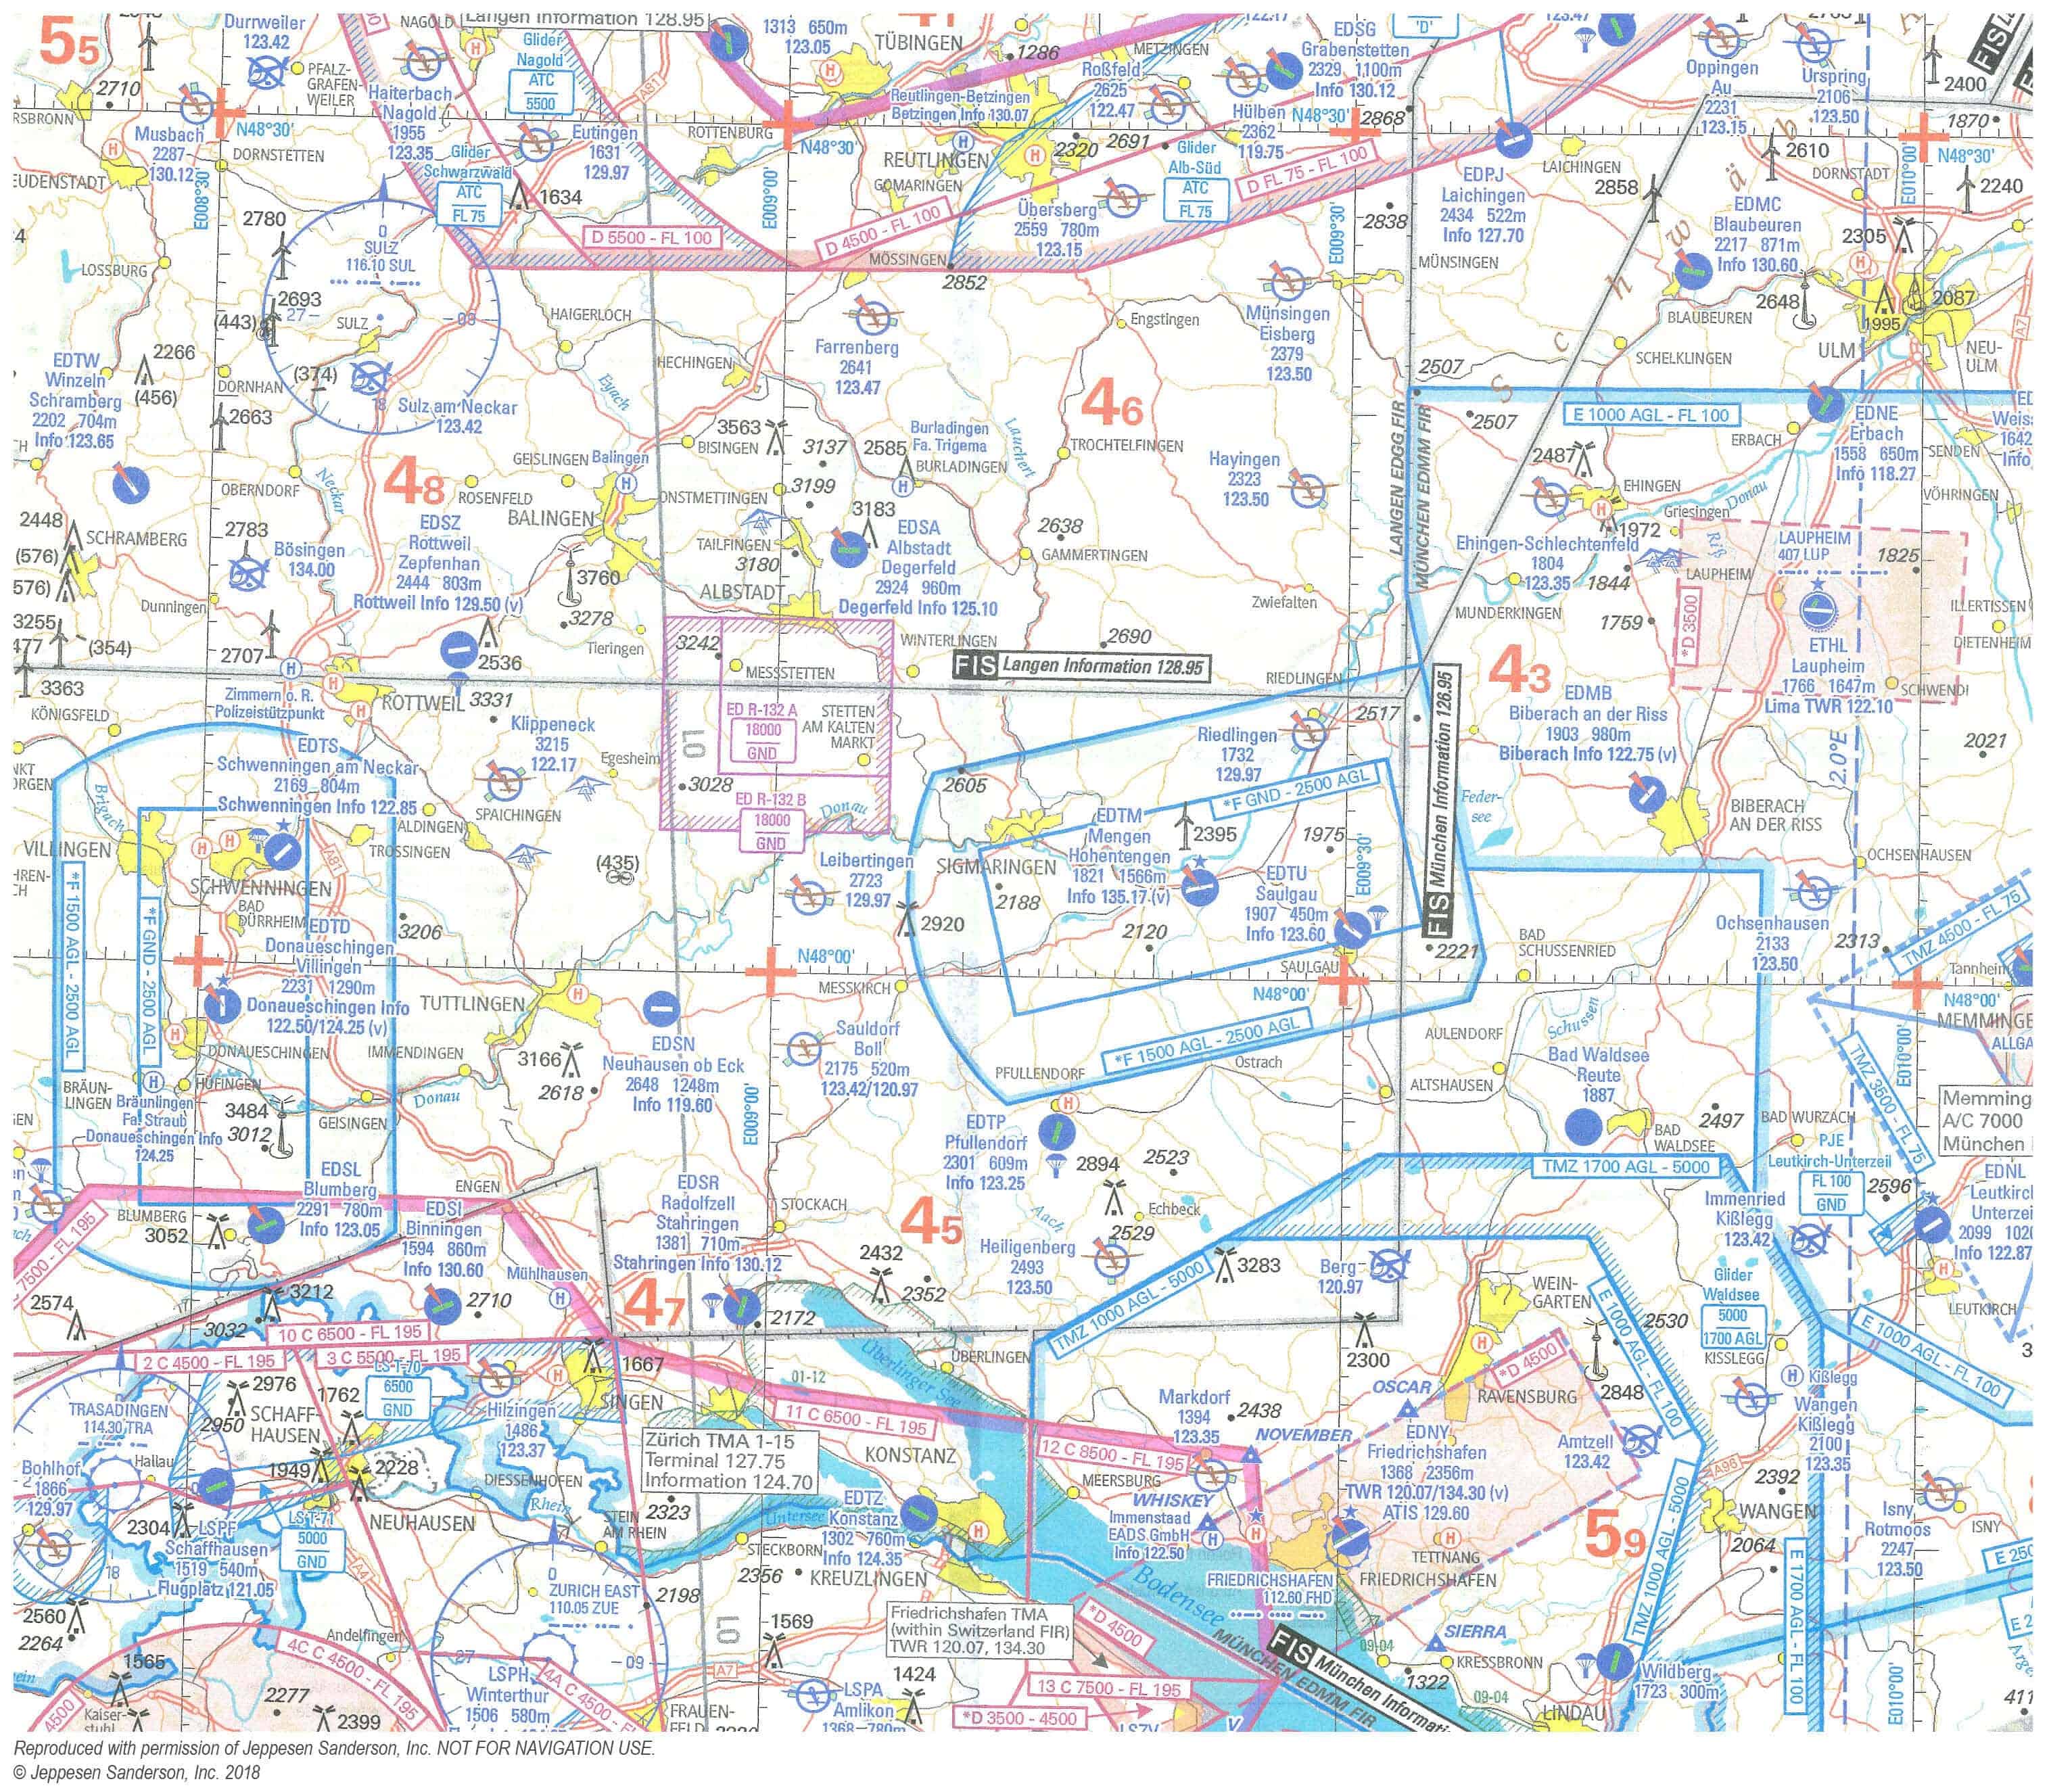 5 5
Durrweiler
123.42
NAGOLD
Langen Information 128.95
1313 650m
123.05
TÜBINGEN
1286
METZINGEN
EDSG
Grabenstetten
2329 1100m
Info 130.12
'D'
Oppingen
Au
2231
123.15
Urspring
2106
123.50
2400
FIS
1870
2710
PFALZ-
GRAFEN-
WEILER
Haiterbach
Nagold
1955
123.35
Glider
Nagold
ATC
5500
Roßfeld
2625
122.47
Hülben
2362
119.75
N48°30'
2868
Reutlingen-Betzingen
Betzingen Info 130.07
Musbach
2287
130.12
N48°30'
DORNSTETTEN
Eutingen
1631
129.97
ROTTENBURG
N48°30'
REUTLINGEN
GOMARINGEN
2320
2691
Glider
Alb-Süd
ATC
FL 75
D FL 75 - FL 100
EDPJ
Laichingen
2434 522m
Info 127.70
LAICHINGEN
2858
2610
DORNSTADT
N48°30'
2240
E008°30'
Glider
Schwarzwald
ATC
FL 75
1634
E009°00'
Übersberg
2559 780m
123.15
E009°30'
2838
EDMC
Blaubeuren
2217 871m
Info 130.60
2305
E010°00'
2780
SULZ
116.10 SUL
D 5500 - FL 100
D 4500 - FL 100
MÖSSINGEN
2852
MÜNSINGEN
LOSSBURG
2693
(443)
SULZ
HAIGERLOCH
Engstingen
Münsingen
Eisberg
2379
123.50
BLAUBEUREN
2648
1995
2087
ULM
NEU-
ULM
SCHELKLINGEN
EDTW
Winzeln
Schramberg
2202 704m
Info 123.65
2266
(456)
DORNHAN
(374)
2663
Sulz am Neckar
123.42
Eyach
HECHINGEN
Farrenberg
2641
123.47
4 6
2507
2507
E 1000 AGL - FL 100
EDNE
Erbach
1558 650m
Info 118.27
ERBACH
SENDEN
VÖHRINGEN
LANGEN EDGG FIR
MÜNCHEN EDMM FIR
3563
BISINGEN
3137
2585
Burladingen
Fa. Trigema
BURLADINGEN
Lauchert
TROCHTELFINGEN
Hayingen
2323
123.50
2487
EHINGEN
Griesingen
Donau
OBERNDORF
Neckar
4 8
ROSENFELD
GEISLINGEN
Balingen
BALINGEN
ONSTMETTINGEN
3199
3183
2448
SCHRAMBERG
(576)
2783
Bösingen
134.00
EDSZ
Rottweil
Zepfenhan
2444 803m
Rottweil Info 129.50 (v)
3760
3278
TAILFINGEN
3180
ALBSTADT
EDSA
Albstadt
Degerfeld
2924 960m
Degerfeld Info 125.10
2638
GAMMERTINGEN
1972
Ehingen-Schlechtenfeld
1804
123.35
1844
MUNDERKINGEN
1759
Riß
LAUPHEIM
LAUPHEIM
407 LUP
1825
*D 3500
ETHL
Laupheim
1766 1647m
Lima TWR 122.10
ILLERTISSEN
DIETENHEIM
SCHWENDI
Dunningen
3255
(354)
3363
2707
2536
Tieringen
3242
MESSSTETTEN
WINTERLINGEN
2690
Zwiefalten
FIS Langen Information 128.95
RIEDLINGEN
2517
4 3
EDMB
Biberach an der Riss
1903 980m
Biberach Info 122.75 (v)
2021
2.0°E
KÖNIGSFELD
Zimmern o. R.
Polizeistützpunkt
ROTTWEIL
3331
Klippeneck
3215
122.17
Egesheim
ED R-132 A
18000
GND
STETTEN
AM KALTEN
MARKT
3028
ED R-132 B
18000
GND
Donau
Riedlingen
1732
129.97
*F GND - 2500 AGL
FIS München Information 126.95
Feder-
see
BIBERACH
AN DER RISS
OCHSENHAUSEN
EDTS
Schwenningen am Neckar
2169 804m
Schwenningen Info 122.85
Brigach
VILLINGEN
SCHWENNINGEN
BAD
DÜRRHEIM
ALDINGEN
TROSSINGEN
SPAICHINGEN
(435)
Leibertingen
2723
129.97
2605
SIGMARINGEN
EDTM
Mengen
Hohentengen
1821 1566m
Info 135.17 (v)
2395
1975
2188
2120
EDTU
Saulgau
1907 450m
Info 123.60
SAULGAU
N48°00'
E009°30'
2221
BAD
SCHUSSENRIED
Ochsenhausen
2133
123.50
2313
TMZ 4500 - FL 75
Tannheim
N48°00'
*F 1500 AGL - 2500 AGL
*F GND - 2500 AGL
EDTD
Donaueschingen
Villingen
2231 1290m
Donaueschingen Info
122.50/124.25 (v)
3206
2920
MESSKIRCH
N48°00'
TUTTLINGEN
DONAUESCHINGEN
IMMENDINGEN
3166
2618
EDSN
Neuhausen ob Eck
2648 1248m
Info 119.60
E009°00'
Sauldorf
Boll
2175 520m
123.42/120.97
PFULLENDORF
*F 1500 AGL - 2500 AGL
Ostrach
AULENDORF
Schussen
ALTSHAUSEN
Bad Waldsee
Reute
1887
TMZ 3500 - FL 75
E010°00'
BRÄUN-
LINGEN
HÜFINGEN
Bräunlingen
Fa. Straub
Donaueschingen Info
124.25
3484
3012
GEISINGEN
Donau
EDTP
Pfullendorf
2301 609m
Info 123.25
2894
2523
2529
Echbeck
Aach
2497
BAD
WALDSEE
BAD WURZACH
PJE
Leutkirch-Unterzeil
FL 100
GND
2596
EDNL
TMZ 1700 AGL - 5000
Immenried
Kißlegg
123.42
EDSL
Blumberg
2291 780m
Info 123.05
BLUMBERG
3052
ENGEN
EDSI
Binningen
1594 860m
Info 130.60
EDSR
Radolfzell
Stahringen
1381 710m
Stahringen Info 130.12
STOCKACH
4 5
2432
2352
Heiligenberg
2493
123.50
TMZ 1000 AGL - 5000
3283
Berg
120.97
WEIN-
GARTEN
2530
Glider
Waldsee
5000
1700 AGL
KISSLEGG
LEUTKIRCH
E 1000 AGL - FL 100
2574
3212
3032
Mühlhausen
2710
4 7
2172
10 C 6500 - FL 195
2 C 4500 - FL 195
3 C 5500 - FL 195
LS T-70
6500
GND
1667
SINGEN
01-12
Überlinger See
ÜBERLINGEN
11 C 6500 - FL 195
2300
E 1000 AGL - FL 100
*D 4500
RAVENSBURG
2848
Kißlegg
Wangen
Kißlegg
2100
123.35
TRASADINGEN
114.30 TRA
2976
2950
SCHAFF-
HAUSEN
1762
1949
2228
Hallau
Bohlhof
1866
129.97
Hilzingen
1486
123.37
DIESSENHOFEN
Zürich TMA 1-15
Terminal 127.75
Information 124.70
KONSTANZ
12 C 8500 - FL 195
MEERSBURG
Markdorf
1394
123.35
2438
OSCAR
NOVEMBER
WHISKEY
EDNY
Friedrichshafen
1368 2356m
TWR 120.07/134.30 (v)
ATIS 129.60
Amtzell
123.42
A96
2392
WANGEN
Isny
Rotmoos
2247
123.50
ISNY
2304
LSPF
Schaffhausen
1519 540m
Flugplatz 121.05
LS T-71
5000
GND
NEUHAUSEN
Rhein
STEIN
AM RHEIN
2323
Untersee
STECKBORN
2356
KREUZLINGEN
EDTZ
Konstanz
1302 760m
Info 124.35
Immenstaad
EADS GmbH
Info 122.50
TETTNANG
FRIEDRICHSHAFEN
FRIEDRICHSHAFEN
112.60 FHD
5 9
2064
TMZ 1000 AGL - 5000
E 1700 AGL - FL 100
2560
2264
1565
Andelfingen
4C C 4500 - FL 195
2277
2399
ZURICH EAST
110.05 ZUE
2198
LSPH
Winterthur
1506 580m
1569
A7
LSPA
Amlikon
1368 780m
1424
Friedrichshafen TMA
(within Switzerland FIR)
TWR 120.07, 134.30
*D 4500
13 C 7500 - FL 195
*D 3500 - 4500
Bodensee
MÜNCHEN EDMM FIR
FIS München Informati
SIERRA
09-04
KRESSBRONN
1322
09-04
LINDAU
Wildberg
1723 300m
E010°00'
Reproduced with permission of Jeppesen Sanderson, Inc. NOT FOR NAVIGATION USE.
© Jeppesen Sanderson, Inc. 2018